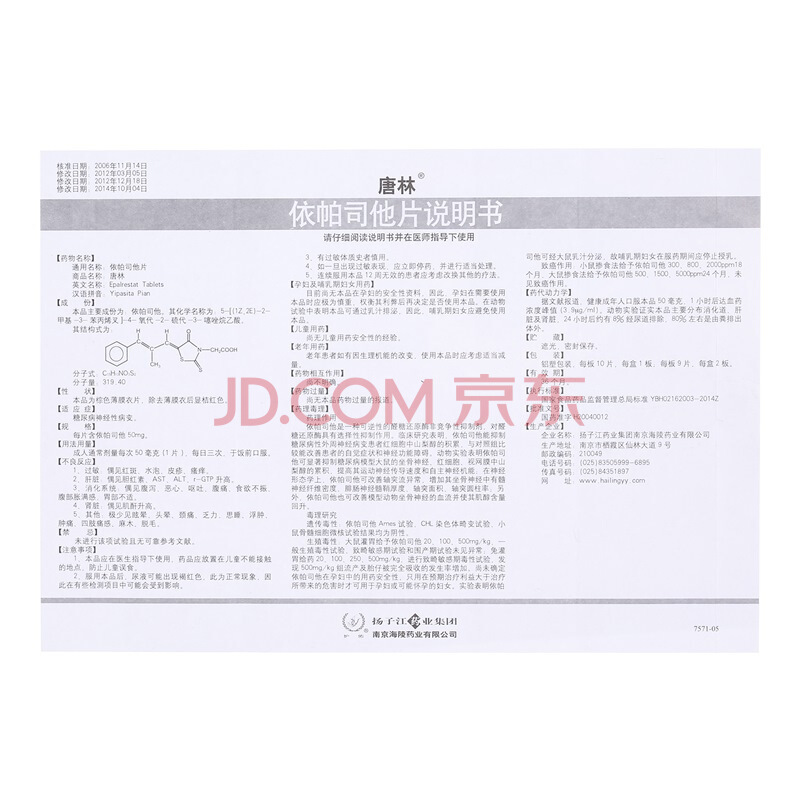 核准日期：2006年11月14日
修改日期：2012年03月05日
修改日期：2012年12月18日
修改日期：2014年10月04日
唐林®
依帕司他片说明书
请仔细阅读说明书并在医师指导下使用
【药物名称】
通用名称：依帕司他片
商品名称：唐林
英文名称：Epalrestat Tablets
汉语拼音：Yipasita Pian
【成 份】
本品主要成份为：依帕司他。其化学名称为：5-[(1Z,2E)-2-
甲基-3-苯丙烯叉]-4-氧代-2-硫代-3-噻唑烷乙酸。
其结构式为：
CH₃
CH₂COOH
分子式：C₁₅H₁₃NO₃S₂
分子量：319.40
【性 状】
本品为棕色薄膜衣片，除去薄膜衣后呈桔红色。
【适 应 症】
糖尿病神经性病变。
【规 格】
每片含依帕司他50mg。
【用法用量】
成人通常剂量每次50毫克(1片)，每日三次，于饭前口服。
【不良反应】
1、过敏：偶见红斑、水泡、皮疹、瘙痒。
2、肝脏：偶见胆红素、AST、ALT、r-GTP升高。
3、消化系统：偶见腹泻、恶心、呕吐、腹痛、食欲不振、
腹部胀满感、胃部不适。
4、肾脏：偶见肌酐升高。
5、其他：极少见眩晕、头晕、颈痛、乏力、思睡、浮肿、
肿痛、四肢痛感、麻木、脱毛。
【禁 忌】
未进行该项试验且无可靠参考文献。
【注意事项】
1、本品应在医生指导下使用，药品应放置在儿童不能接触
的地点，防止儿童误食。
2、服用本品后，尿液可能出现褐红色，此为正常现象，因
此在有些检测项目中可能会受到影响。
3、有过敏体质史者慎用。
4、如一旦出现过敏表现，应立即停药，并进行适当处理。
5、连续服用本品12周无效的患者应考虑改换其他的疗法。
【孕妇及哺乳期妇女用药】
目前尚无本品在孕妇的安全性资料，因此，孕妇在需要使用
本品时应极为慎重，权衡其利弊后再决定是否使用本品。在动物
试验中表明本品可通过乳汁排泌，因此，哺乳期妇女应避免使用
本品。
【儿童用药】
尚无儿童用药安全性的经验。
【老年用药】
老年患者如有因生理机能的改变，使用本品时应考虑适当减
量。
【药物相互作用】
尚不明确
【药物过量】
尚无本品药物过量的报道。
【药理毒理】
药理作用
依帕司他是一种可逆性的醛糖还原酶非竞争性抑制剂，对醛
糖还原酶具有选择性抑制作用。临床研究表明，依帕司他能抑制
糖尿病性外周神经病变患者红细胞中山梨醇的积累，与对照组比
较能改善患者的自觉症状和神经功能障碍。动物实验表明依帕司
他可显著抑制糖尿病模型大鼠的坐骨神经、红细胞、视网膜中山
梨醇的累积，提高其运动神经传导速度和自主神经机能。在神经
形态学上，依帕司他可改善轴突流异常，增加其坐骨神经中有髓
神经纤维密度、腓肠神经髓鞘厚度、轴突面积、轴突圆柱率。另
外，依帕司他也可改善模型动物坐骨神经的血流并使其肌醇含量
回升。
毒理研究
遗传毒性：依帕司他Ames试验、CHL染色体畸变试验、小
鼠骨髓细胞微核试验结果均为阴性。
生殖毒性：大鼠灌胃给予依帕司他20、100、500mg/kg，一
般生殖毒性试验、致畸敏感期试验和围产期试验未见异常。兔灌
胃给药20、100、250、500mg/kg，进行致畸敏感期毒性试验，发
现500mg/kg组流产及胎仔被完全吸收的发生率增加。尚未确定
依帕司他在孕妇中的用药安全性，只用在预期治疗利益大于治疗
所带来的危害时才可用于孕妇或可能怀孕的妇女。实验表明依帕
司他可经大鼠乳汁分泌，故哺乳期妇女在服药期间应停止授乳。
致癌作用：小鼠掺食法给予依帕司他300、800、2000ppm18
个月、大鼠掺食法给予依帕司他500、1500、5000ppm24个月，未
见致癌作用。
【药代动力学】
据文献报道，健康成年人口服本品50毫克，1小时后达血药
浓度峰值(3.9μg/ml)。动物实验证实本品主要分布消化道、肝
脏及肾脏，24小时后约有8%经尿道排除，80%左右是由粪排出
体外。
【贮 藏】
遮光，密封保存。
【包 装】
铝塑包装，每板10片，每盒1板；每板9片，每盒2板。
【有 效 期】
36个月
【执行标准】
国家食品药品监督管理总局标准YBH02162003-2014Z
【批准文号】
国药准字H20040012
【生产企业】
企业名称：扬子江药业集团南京海陵药业有限公司
生产地址：南京市栖霞区仙林大道9号
邮政编码：210049
电话号码：(025)83505999-6895
传真号码：(025)84351897
网 址：www.hailingyy.com
JD.COM 京东
扬子江药业集团
南京海陵药业有限公司
7571-05